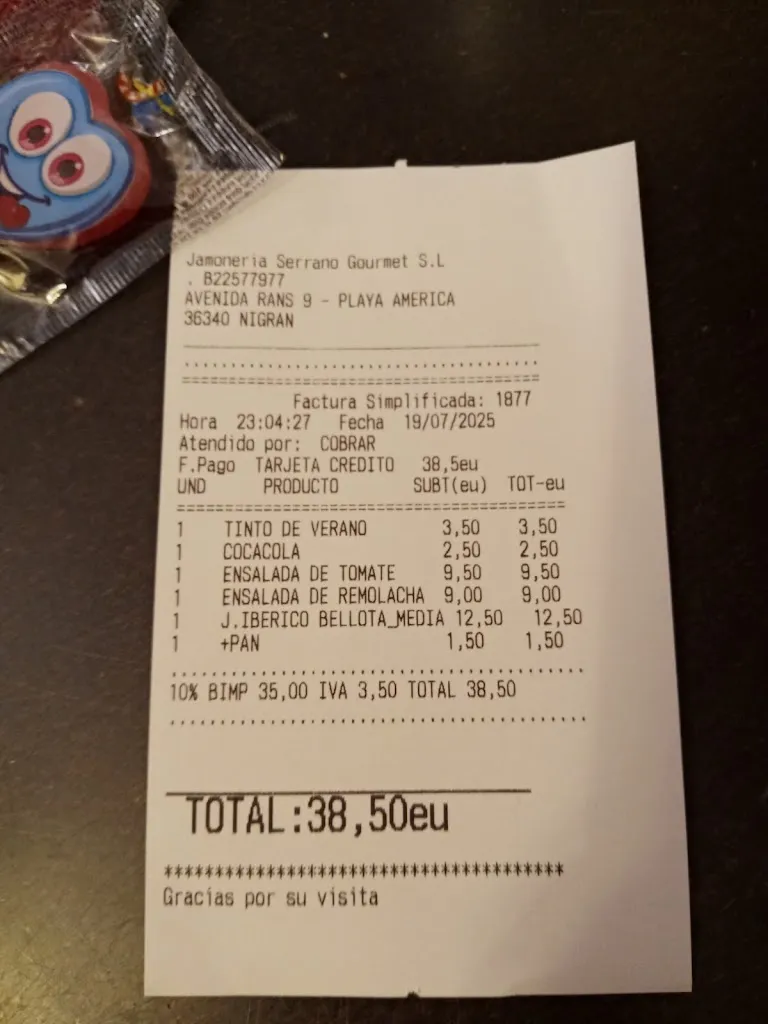 Jamoneria Serrano Gourmet S.L
. B22577977
AVENIDA RANS 9 - PLAYA AMERICA
36340 NIGRAN
Factura Simplificada: 1877
Hora 23:04:27 Fecha 19/07/2025
Atendido por: COBRAR
F.Pago TARJETA CREDITO 38,5eu
UND PRODUCTO SUBT(eu) TOT-eu
1 TINTO DE VERANO 3,50 3,50
1 COCACOLA 2,50 2,50
1 ENSALADA DE TOMATE 9,50 9,50
1 ENSALADA DE REMOLACHA 9,00 9,00
1 J.IBERICO BELLOTA_MEDIA 12,50 12,50
1 +PAN 1,50 1,50
10% BIMP 35,00 IVA 3,50 TOTAL 38,50
TOTAL:38,50eu
***************************************
Gracias por su visita